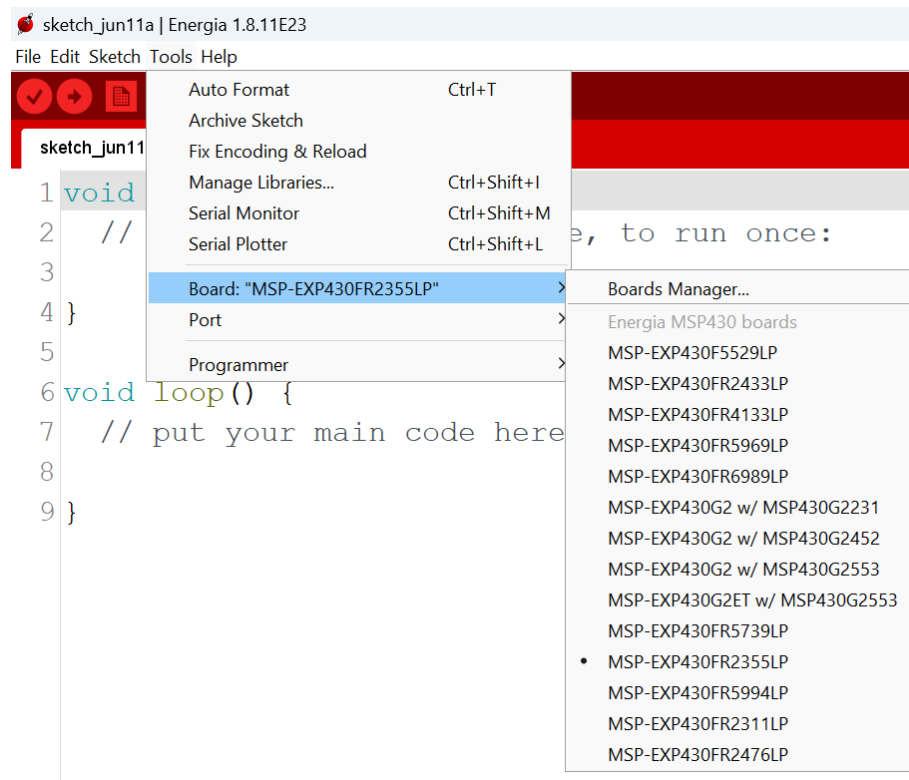 sketch_jun11a | Energia 1.8.11E23
File Edit Sketch Tools Help
sketch_jun11
Auto Format Ctrl+T
Archive Sketch
Fix Encoding & Reload
Manage Libraries... Ctrl+Shift+I
Serial Monitor Ctrl+Shift+M
Serial Plotter Ctrl+Shift+L
Board: "MSP-EXP430FR2355LP"
Port
Programmer
Boards Manager...
Energia MSP430 boards
MSP-EXP430F5529LP
MSP-EXP430FR2433LP
MSP-EXP430FR4133LP
MSP-EXP430FR5969LP
MSP-EXP430FR6989LP
MSP-EXP430G2 w/ MSP430G2231
MSP-EXP430G2 w/ MSP430G2452
MSP-EXP430G2 w/ MSP430G2553
MSP-EXP430G2ET w/ MSP430G2553
MSP-EXP430FR5739LP
• MSP-EXP430FR2355LP
MSP-EXP430FR5994LP
MSP-EXP430FR2311LP
MSP-EXP430FR2476LP
1 void
2 // e, to run once:
3
4 }
5
6 void loop() {
7 // put your main code here
8
9 }